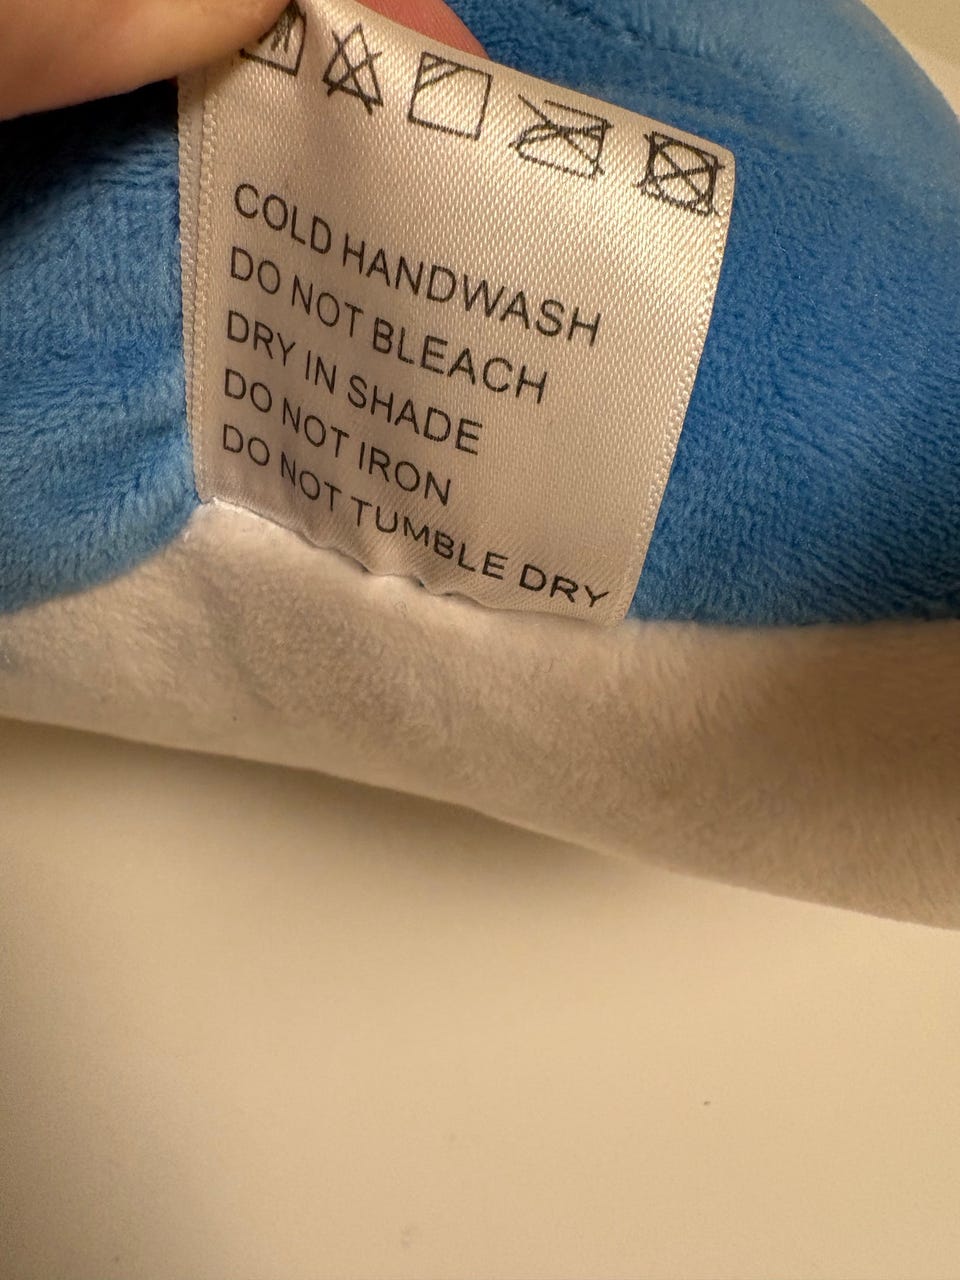 COLD HANDWASH
DO NOT BLEACH
DRY IN SHADE
DO NOT IRON
DO NOT TUMBLE DRY